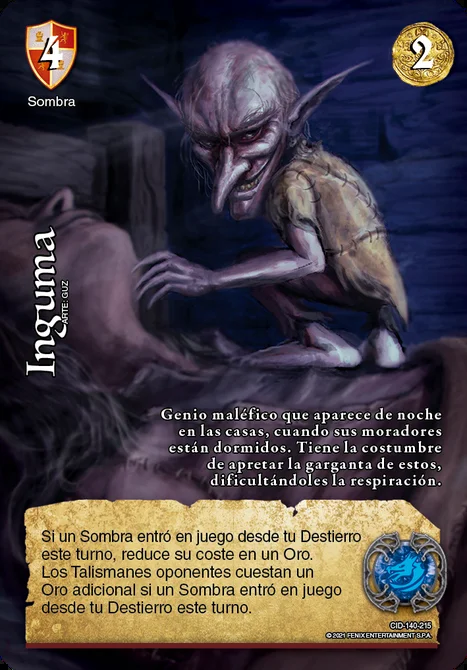 4
2
Sombra
Inguma
ARTE: GUZ
Genio maléfico que aparece de noche
en las casas, cuando sus moradores
están dormidos. Tiene la costumbre
de apretar la garganta de estos,
dificultándoles la respiración.
Si un Sombra entró en juego desde tu Destierro
este turno, reduce su coste en un Oro.
Los Talismanes oponentes cuestan un
Oro adicional si un Sombra entró en juego
desde tu Destierro este turno.
CID-140-215
© 2021 FENIX ENTERTAINMENT S.P.A.